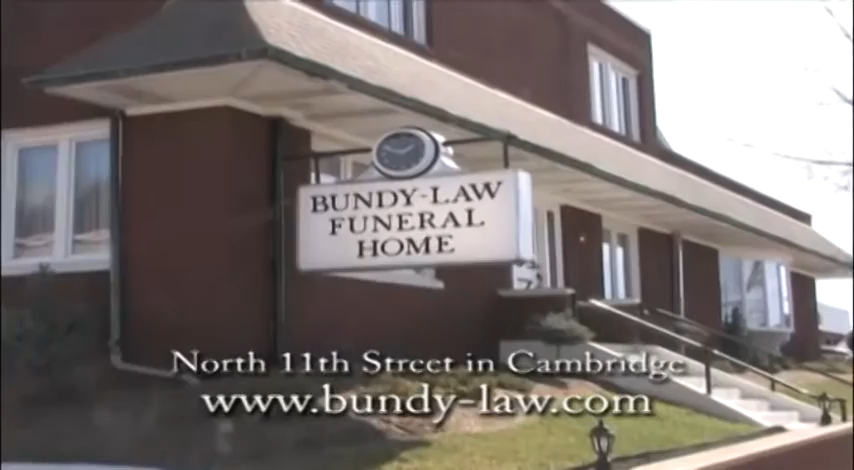 BUNDY-LAW
FUNERAL
HOME
North 11th Street in Cambridge
www.bundy-law.com